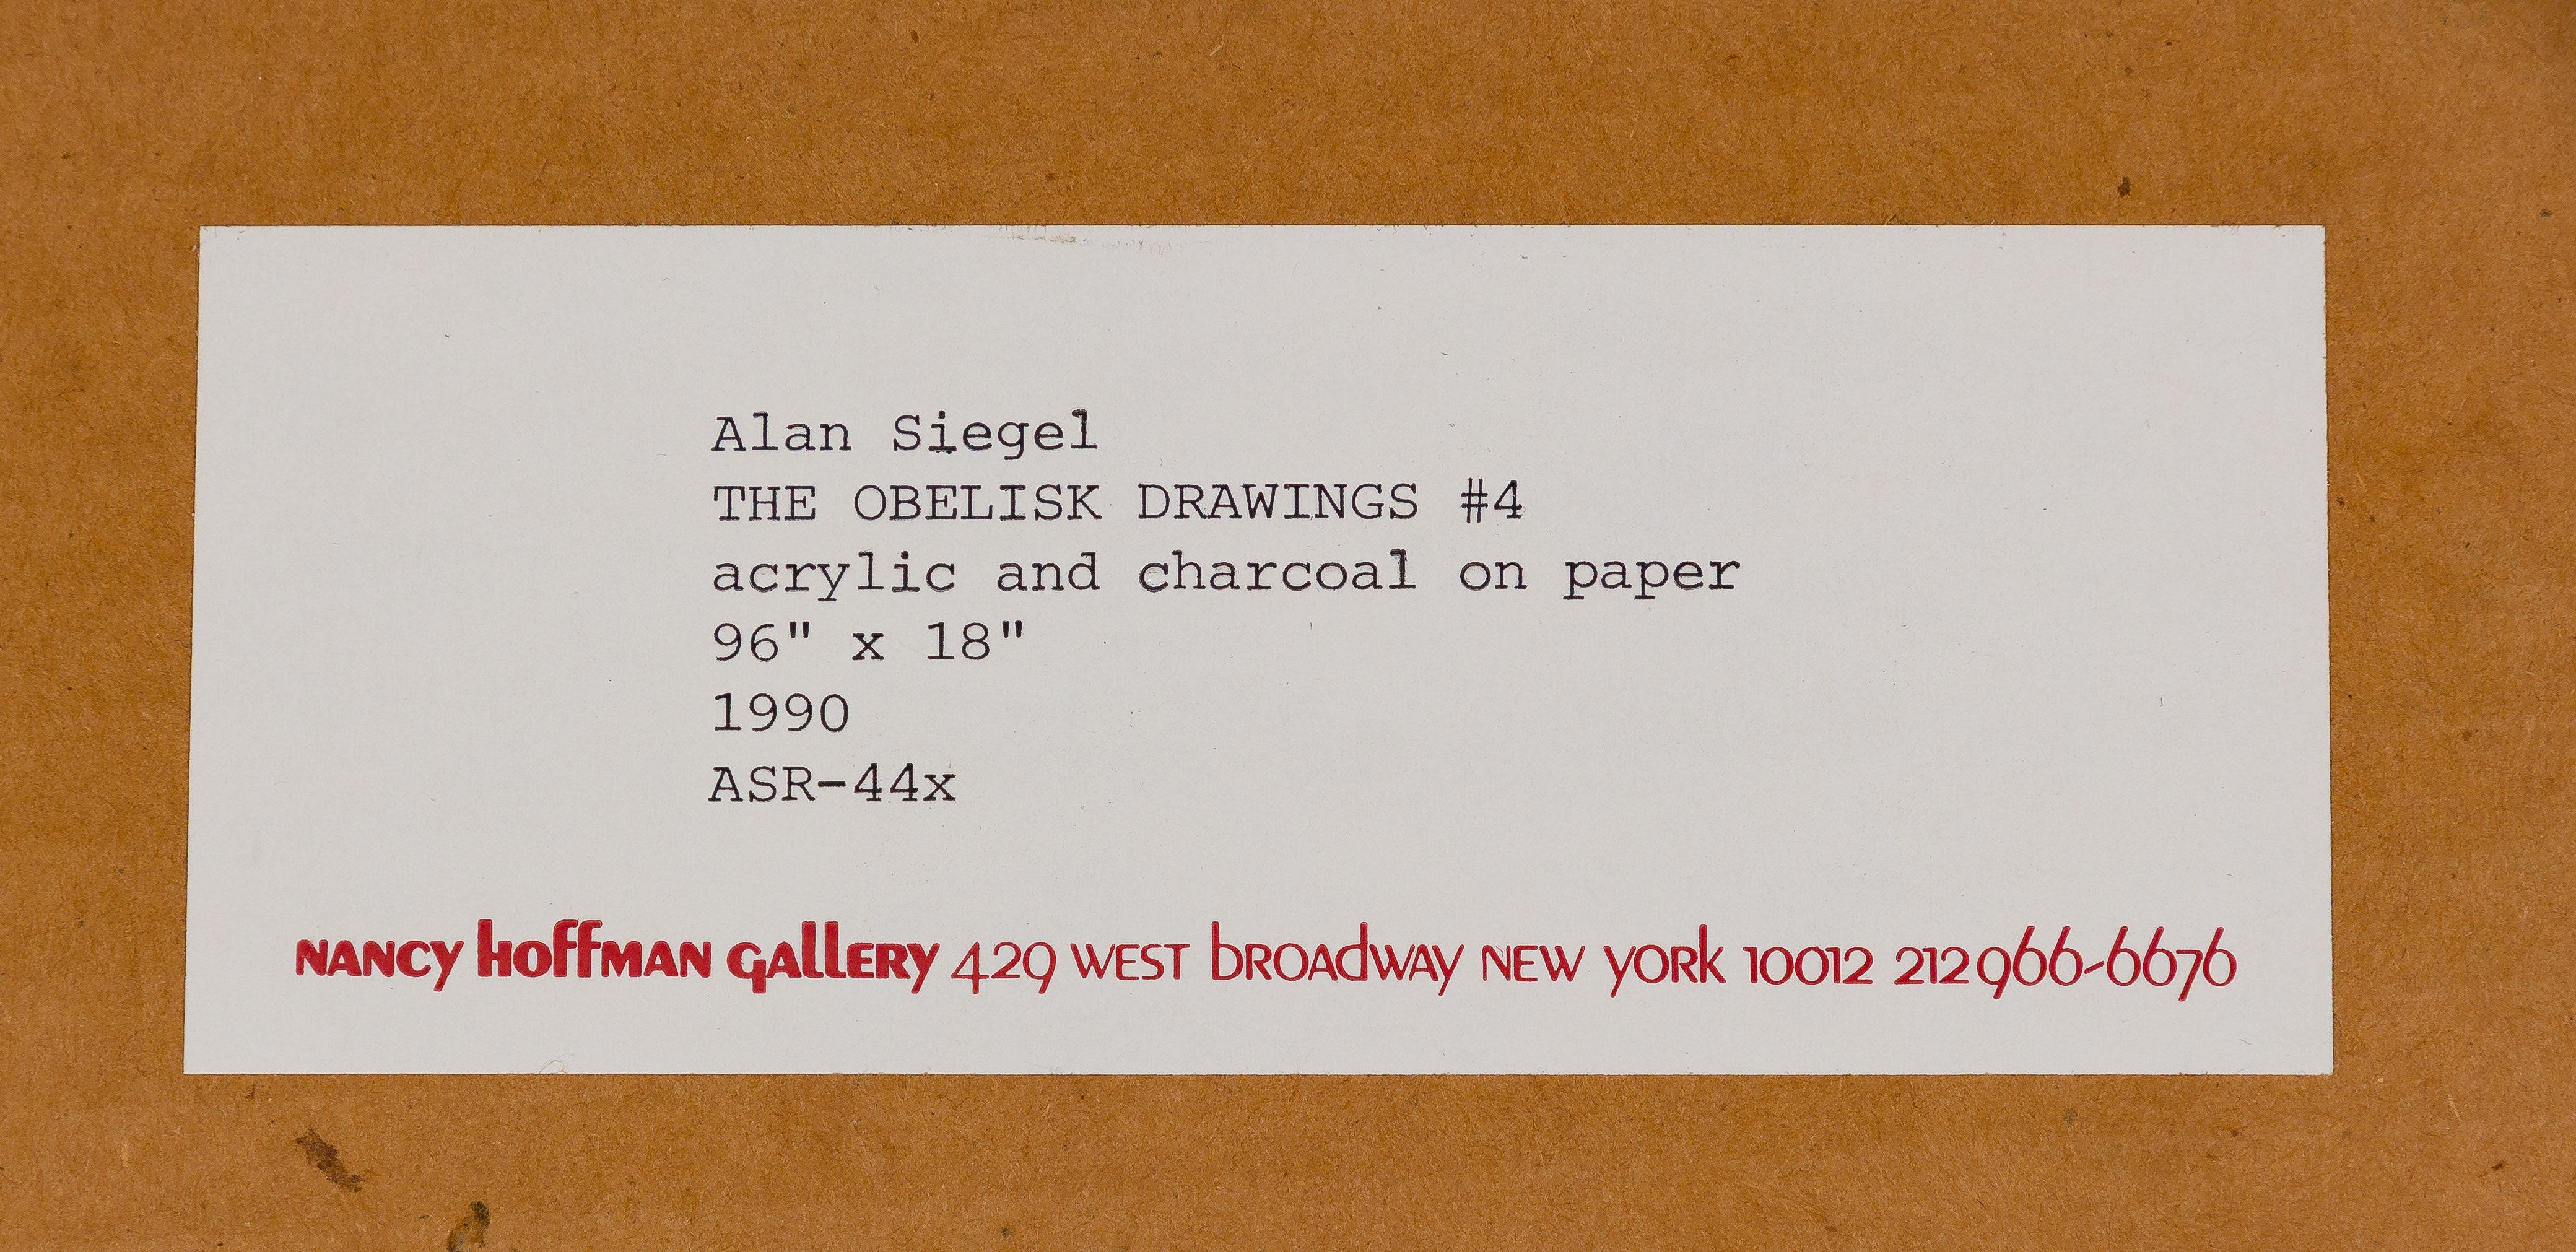 Alan Siegel
THE OBELISK DRAWINGS #4
acrylic and charcoal on paper
96" x 18"
1990
ASR-44x
NANCY hoffMAN GALLERY 429 WEST bROAdWAY NEW YORk 10012 212 966-6676